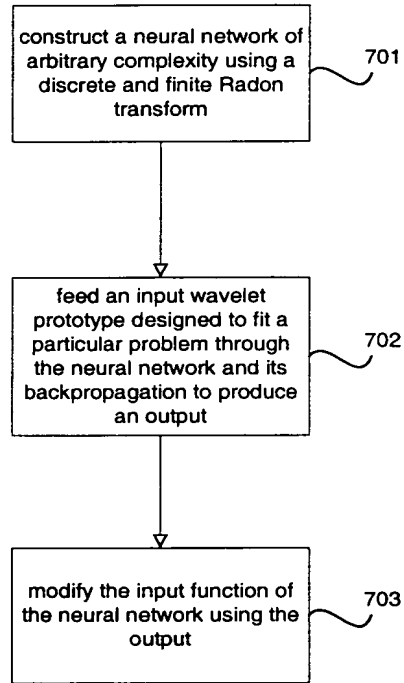 construct a neural network of
arbitrary complexity using a
discrete and finite Radon
transform
701
feed an input wavelet
prototype designed to fit a
particular problem through
the neural network and its
backpropagation to produce
an output
702
modify the input function of
the neural network using the
output
703